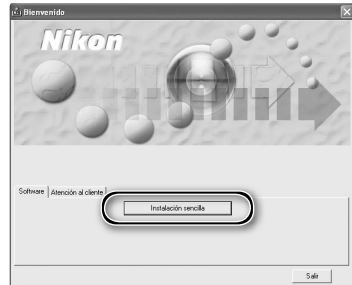 Bienvenido
Nikon
Software
Atención al cliente
Instalación sencilla
Salir